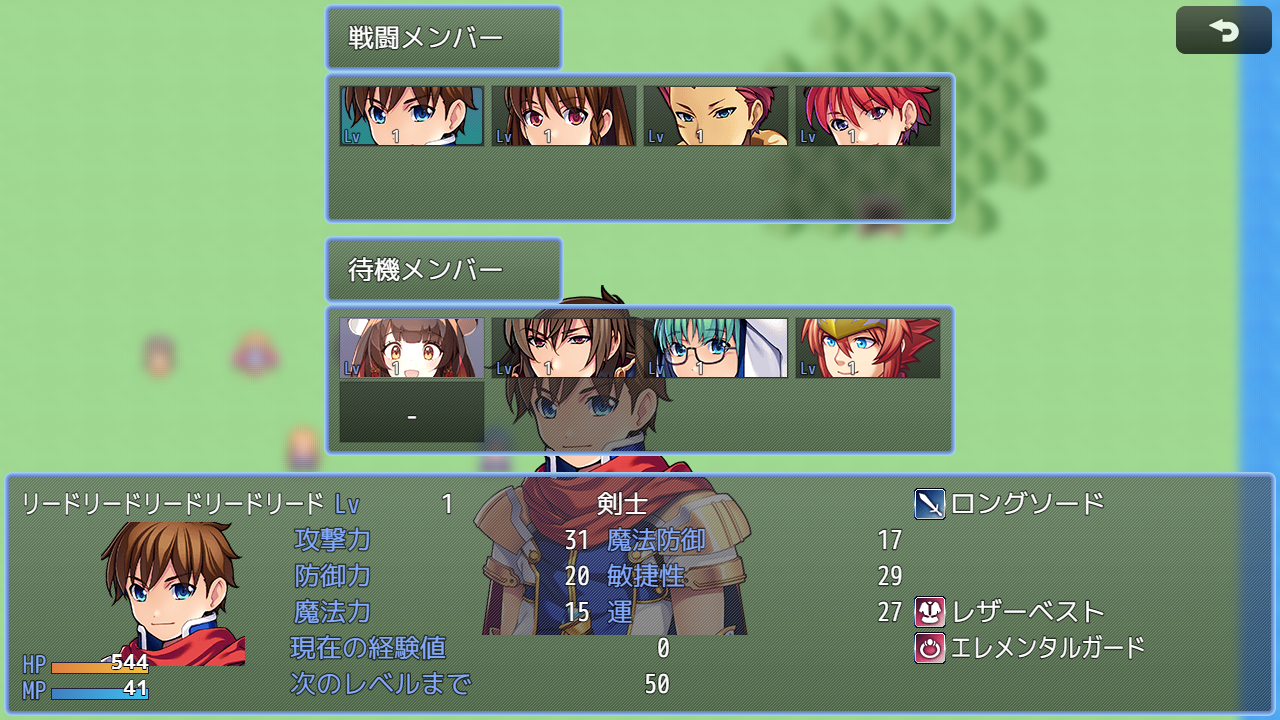 戦闘メンバー
Lv 1 Lv 1 Lv 1 Lv 1
待機メンバー
Lv 1 Lv 1 Lv 1 Lv 1
-
リードリードリードリードリード Lv 1 剣士 ロングソード
攻撃力 31 魔法防御 17
防御力 20 敏捷性 29
魔法力 15 運 27 レザーベスト
現在の経験値 0 エレメンタルガード
HP 544
次のレベルまで 50
MP 41